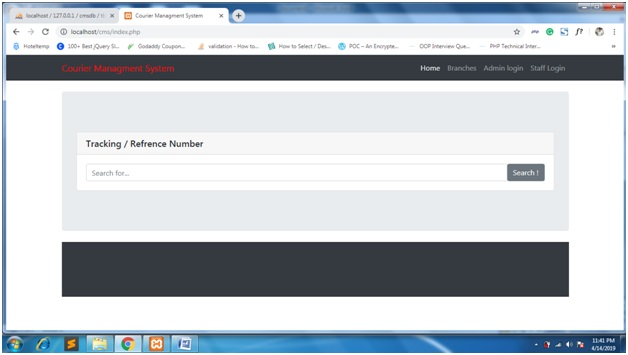 localhost / 127.0.0.1 / cmsdb / 
Courier Managment System
localhost/cms/index.php
Hoteltemp
100+ Best jQuery Sl...
Godaddy Coupon...
validation - How to...
How to Select / Des...
POC – An Encrypte...
OOP Interview Que...
PHP Technical Inter...
Courier Managment System
Home Branches Admin login Staff Login
Tracking / Refrence Number
Search for...
Search !
11:41 PM
4/14/2019